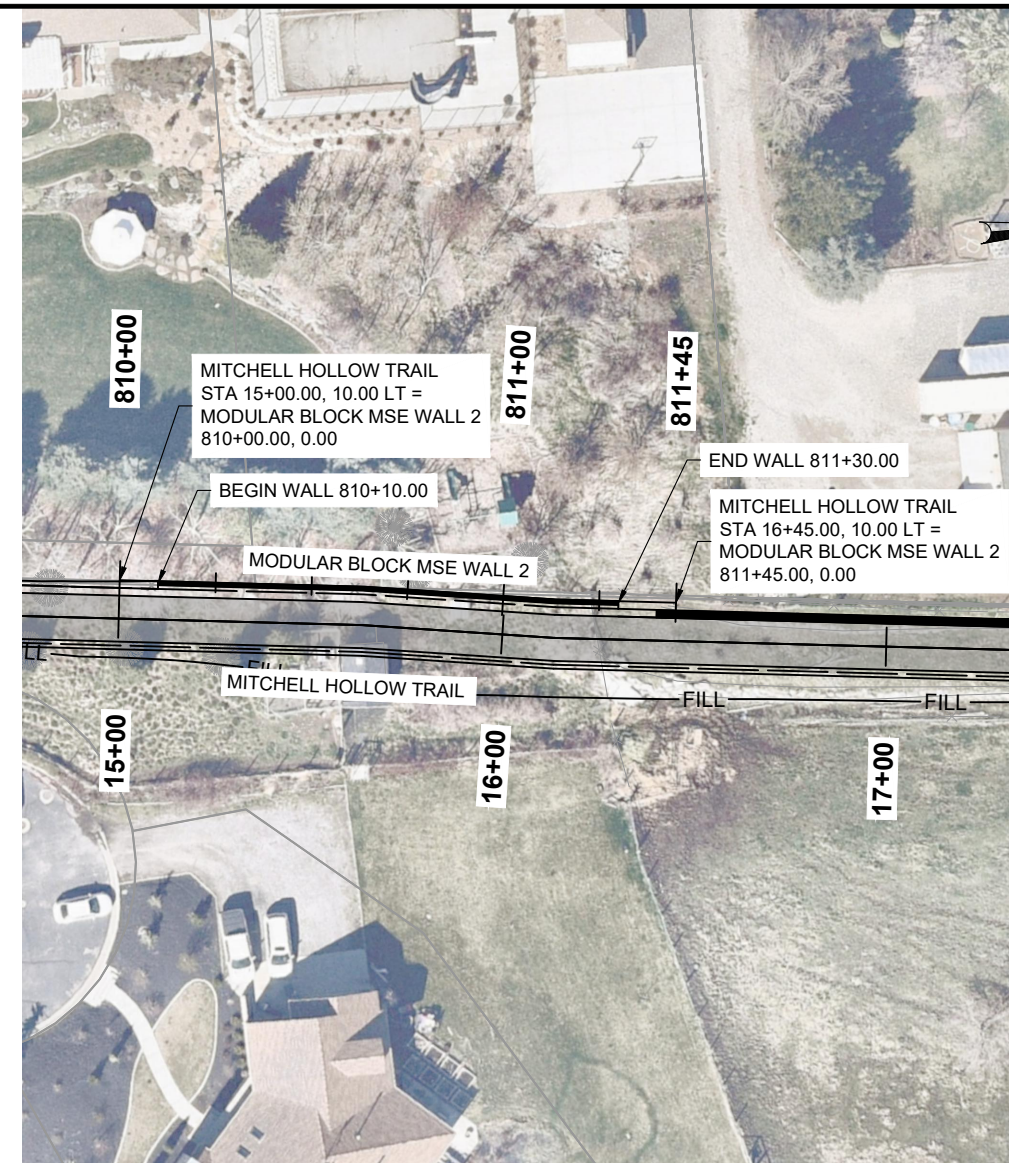 810+00
811+00
811+45
MITCHELL HOLLOW TRAIL
STA 15+00.00, 10.00 LT =
MODULAR BLOCK MSE WALL 2
810+00.00, 0.00
BEGIN WALL 810+10.00
END WALL 811+30.00
MITCHELL HOLLOW TRAIL
STA 16+45.00, 10.00 LT =
MODULAR BLOCK MSE WALL 2
811+45.00, 0.00
MODULAR BLOCK MSE WALL 2
LL
FILL
MITCHELL HOLLOW TRAIL
FILL
FILL
15+00
16+00
17+00